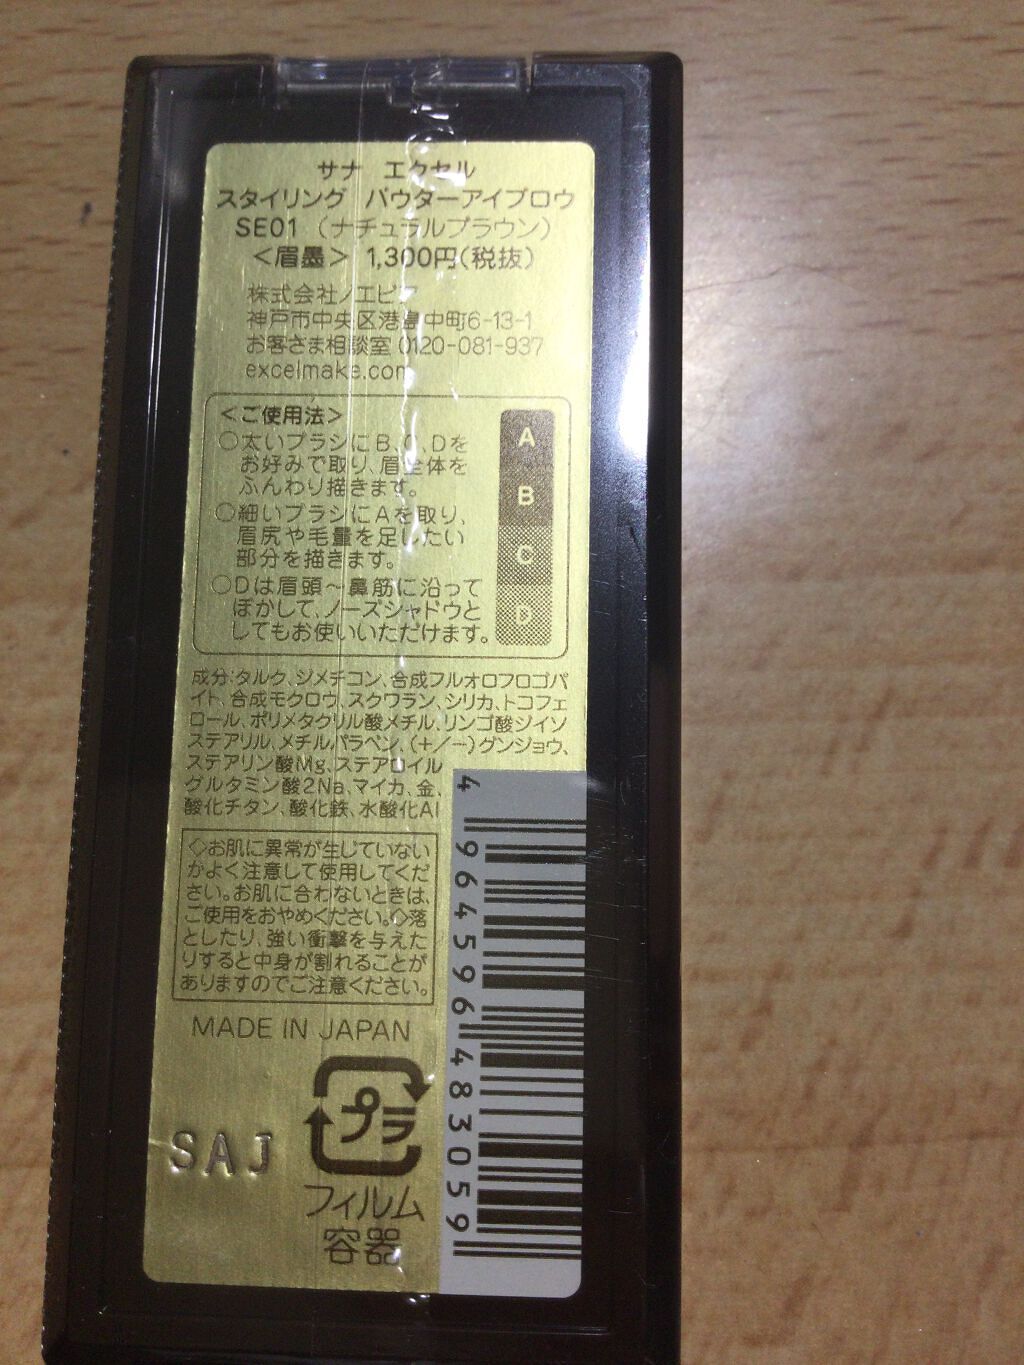 サナ エクセル
スタイリング パウダーアイブロウ
SE01 (ナチュラルブラウン)
<眉墨> 1,300円(税抜)
株式会社ノエビア
神戸市中央区港島中町6-13-1
お客さま相談室 0120-081-937
excelmake.com
<ご使用法>
○太いブラシにB、C、Dを
お好みで取り、眉全体を
ふんわり描きます。
○細いブラシにAを取り、
眉尻や毛量を足したい
部分を描きます。
○Dは眉頭～鼻筋に沿って
ぼかして、ノーズシャドウと
してもお使いいただけます。
A
B
C
D
成分:タルク、ジメチコン、合成フルオロフロゴパ
イト、合成モクロウ、スクワラン、シリカ、トコフェ
ロール、ポリメタクリル酸メチル、リンゴ酸ジイソ
ステアリル、メチルパラベン、(+/−)グンジョウ、
ステアリン酸Mg、ステアロイル
グルタミン酸2Na、マイカ、金、
酸化チタン、酸化鉄、水酸化Al
◇お肌に異常が生じていない
かよく注意して使用してくだ
さい。お肌に合わないときは、
ご使用をおやめください。◇落
としたり、強い衝撃を与えた
りすると中身が割れることが
ありますのでご注意ください。
MADE IN JAPAN
プラ
フィルム
容器
SAJ
4 964596 483059